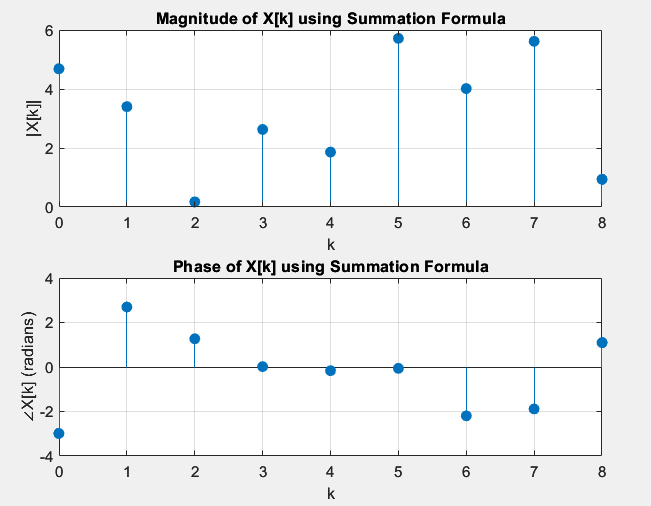 Magnitude of X[k] using Summation Formula
6
4
2
0
|X[k]|
0 1 2 3 4 5 6 7 8
k
Phase of X[k] using Summation Formula
4
2
0
-2
-4
∠X[k] (radians)
0 1 2 3 4 5 6 7 8
k